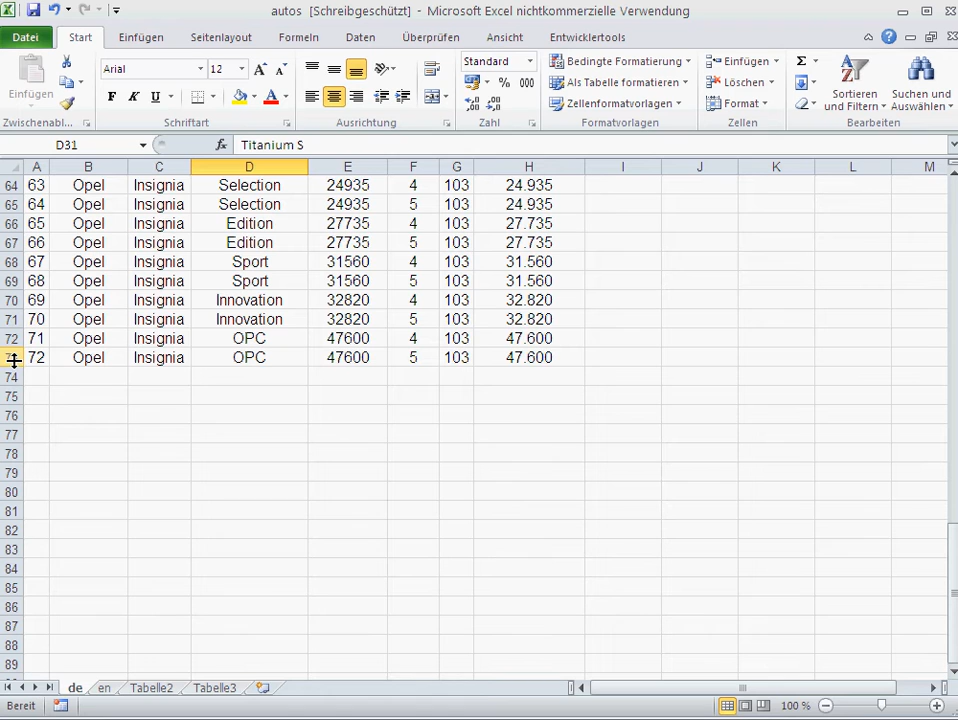 autos [Schreibgeschützt] - Microsoft Excel nichtkommerzielle Verwendung
Datei Start Einfügen Seitenlayout Formeln Daten Überprüfen Ansicht Entwicklertools
Einfügen
Zwischenabl...
Arial 12
F K U
Schriftart
Ausrichtung
Standard
% 000
Zahl
Bedingte Formatierung
Als Tabelle formatieren
Zellenformatvorlagen
Formatvorlagen
Einfügen
Löschen
Format
Zellen
Sortieren und Filtern
Suchen und Auswählen
Bearbeiten
D31 fx Titanium S
A B C D E F G H I J K L M
64 63 Opel Insignia Selection 24935 4 103 24.935
65 64 Opel Insignia Selection 24935 5 103 24.935
66 65 Opel Insignia Edition 27735 4 103 27.735
67 66 Opel Insignia Edition 27735 5 103 27.735
68 67 Opel Insignia Sport 31560 4 103 31.560
69 68 Opel Insignia Sport 31560 5 103 31.560
70 69 Opel Insignia Innovation 32820 4 103 32.820
71 70 Opel Insignia Innovation 32820 5 103 32.820
72 71 Opel Insignia OPC 47600 4 103 47.600
72 Opel Insignia OPC 47600 5 103 47.600
74
75
76
77
78
79
80
81
82
83
84
85
86
87
88
89
de en Tabelle2 Tabelle3
Bereit 100 %